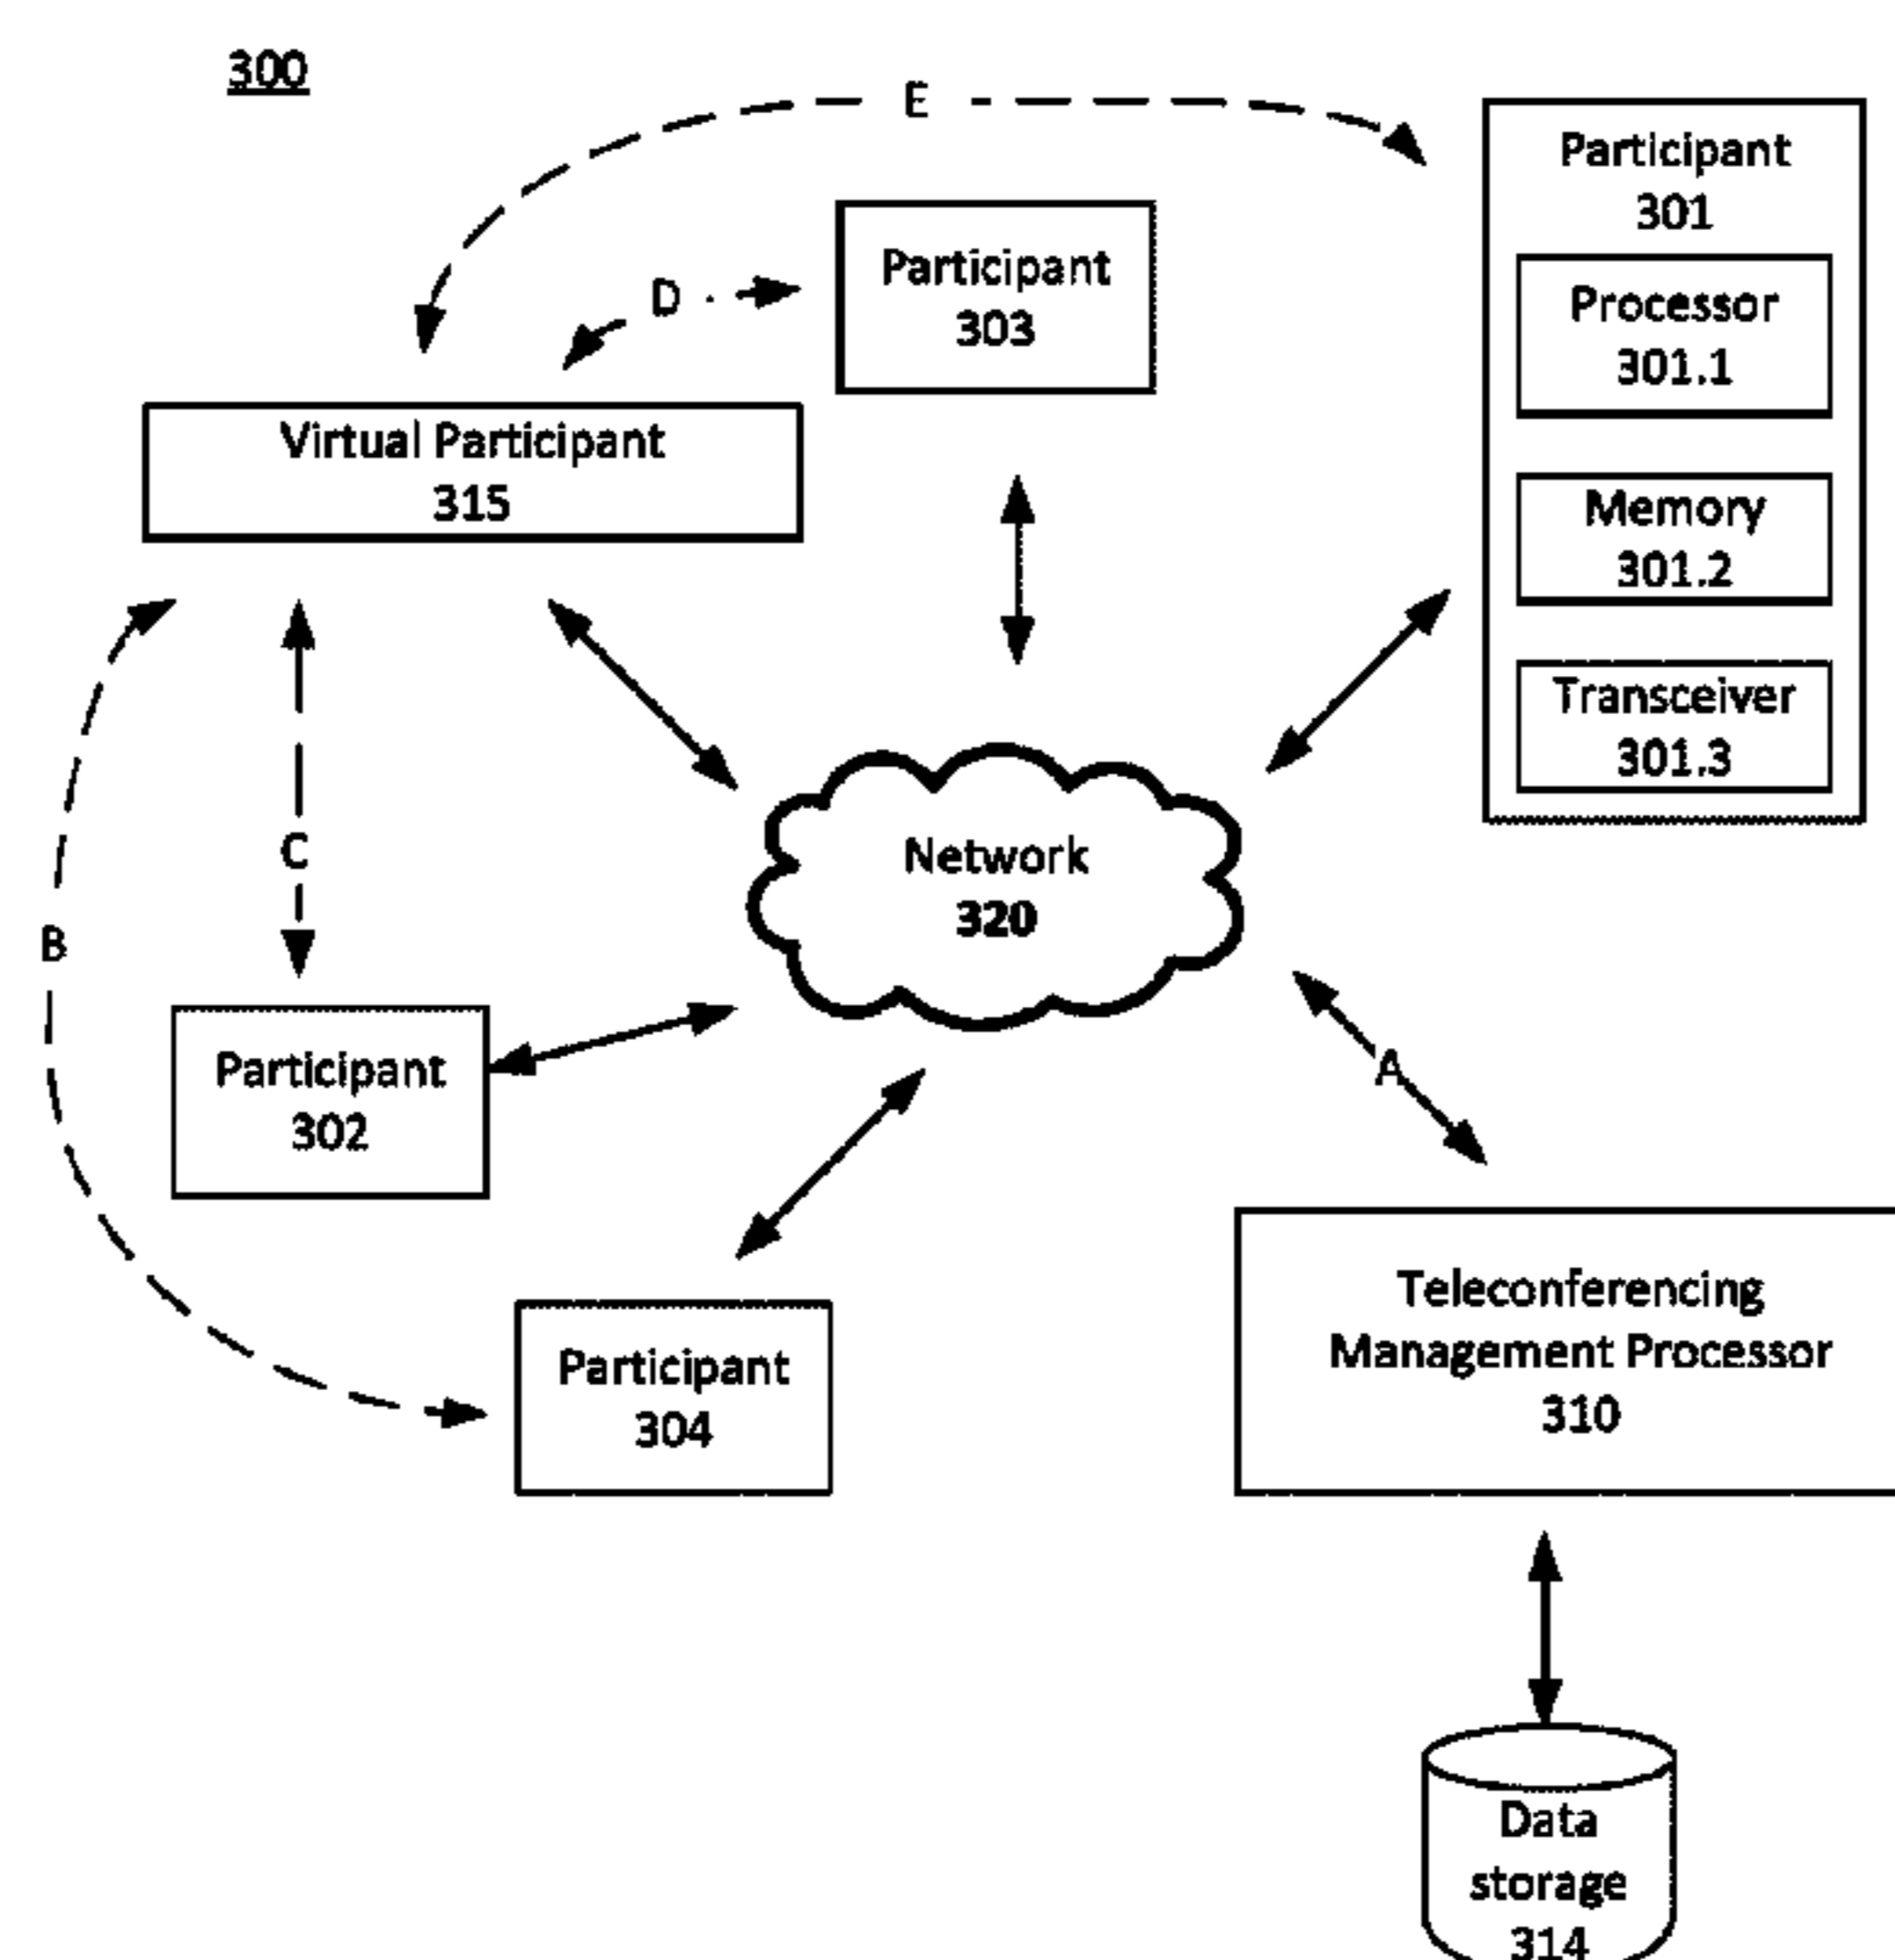 300
E
Participant
301
Processor
301.1
Memory
301.2
Transceiver
301.3
Participant
303
D
Virtual Participant
315
C
B
Network
320
A
Participant
302
Participant
304
Teleconferencing
Management Processor
310
Data
storage
314